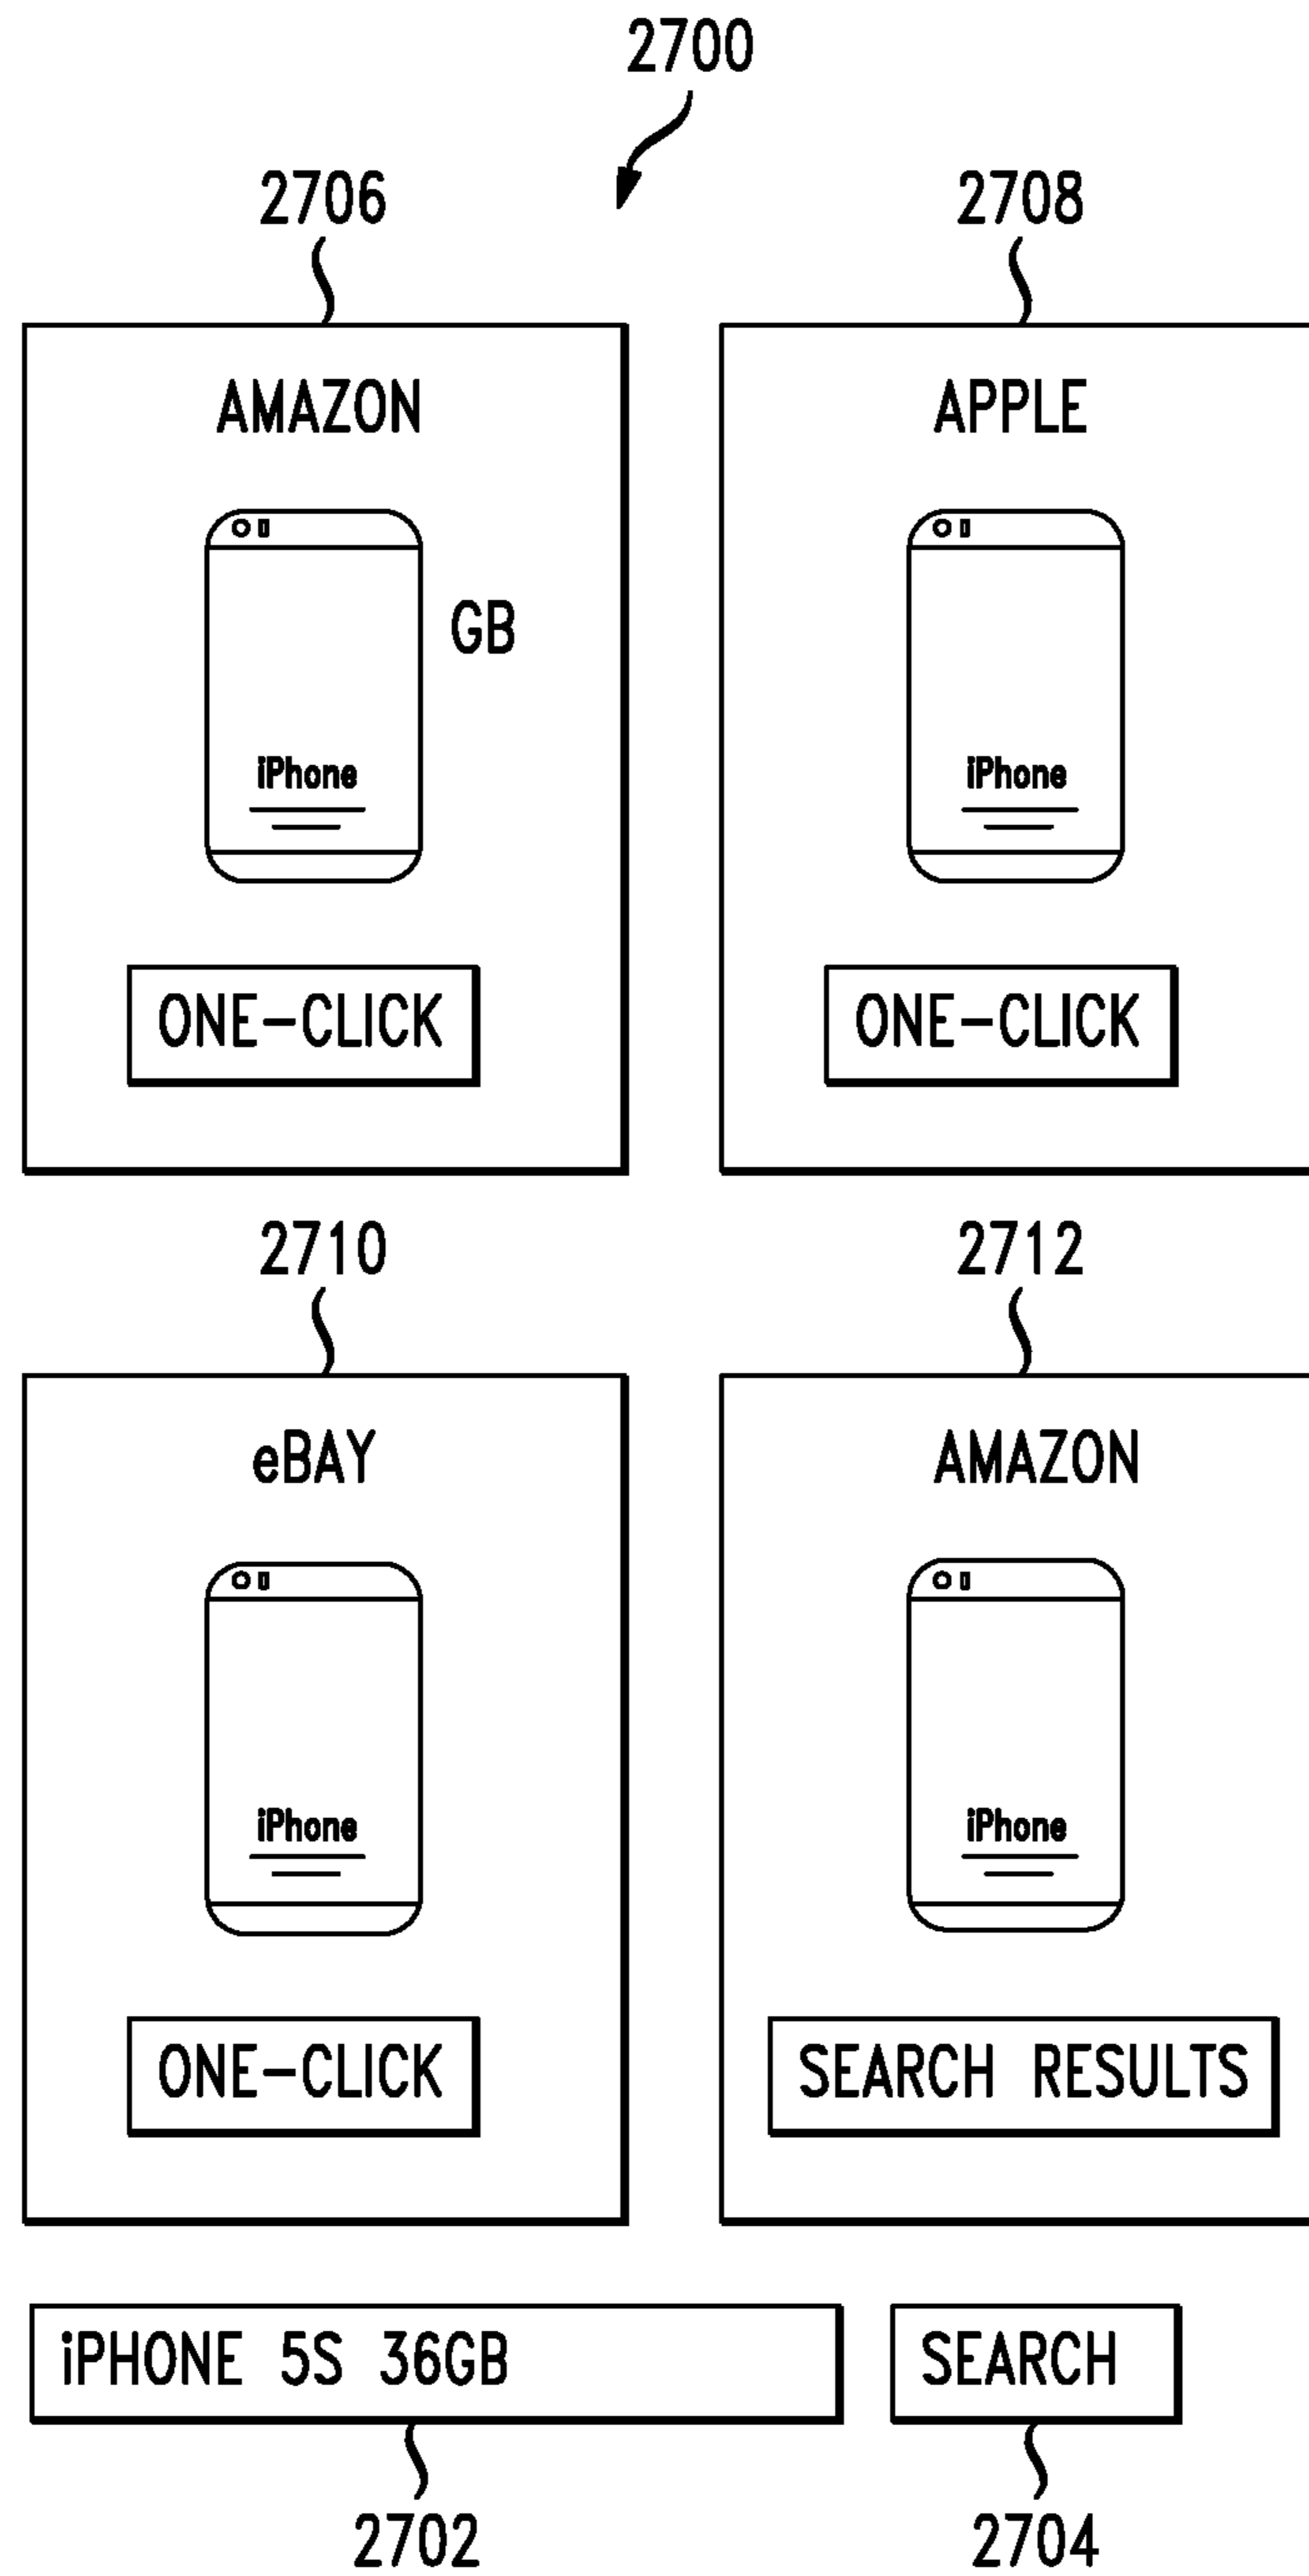 2700
2706
2708
AMAZON
APPLE
GB
iPhone
iPhone
ONE-CLICK
ONE-CLICK
2710
2712
eBAY
AMAZON
iPhone
iPhone
ONE-CLICK
SEARCH RESULTS
iPHONE 5S 36GB
SEARCH
2702
2704